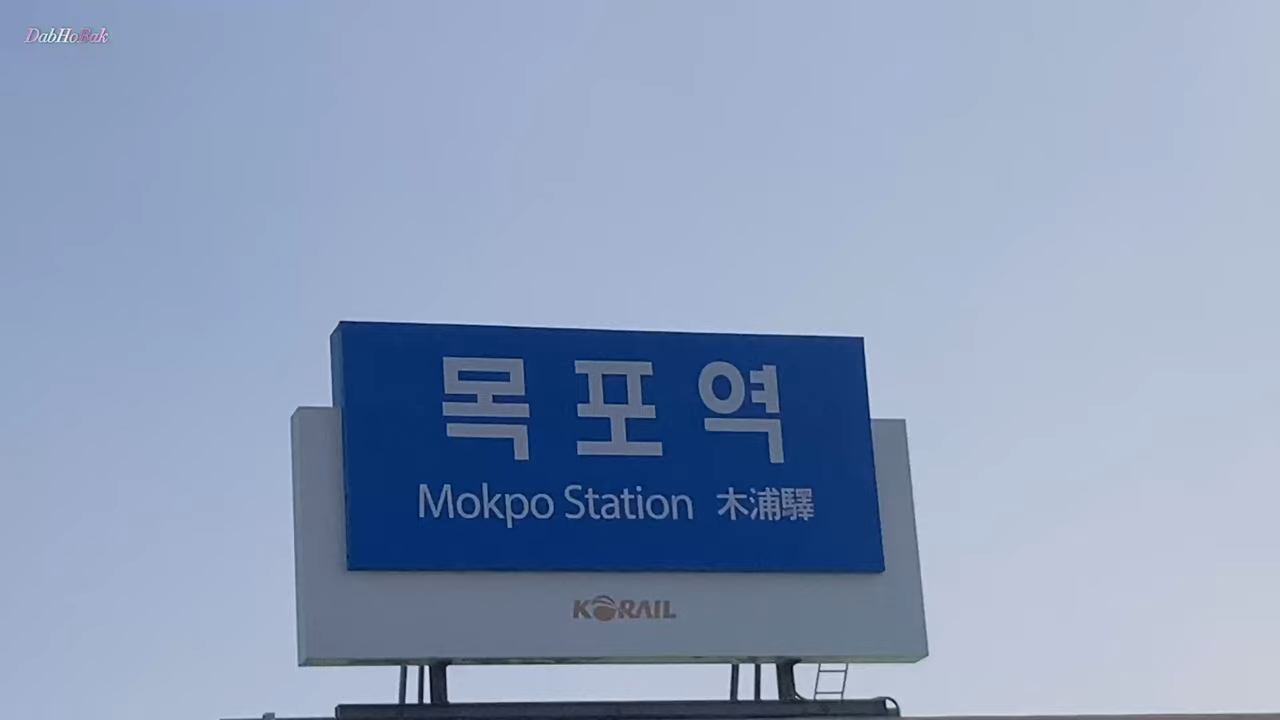 DabHoBak
목포역
Mokpo Station 木浦驛
KORAIL